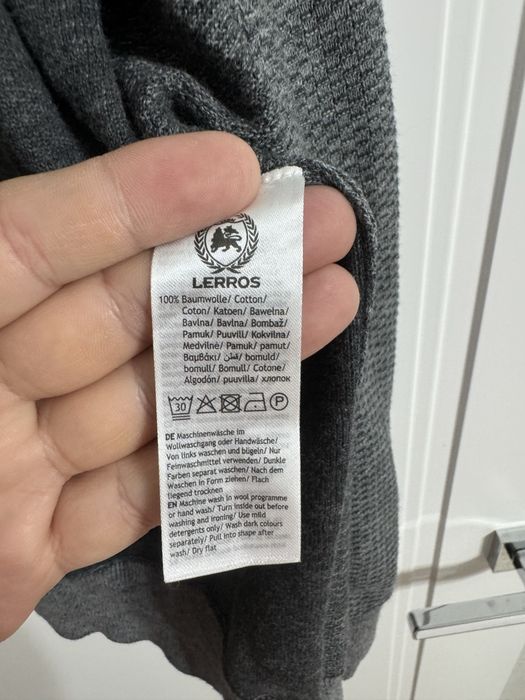 LERROS
100% Baumwolle/ Cotton/
Coton/ Katoen/ Bawełna/
Bavlna/ Bavlna/ Bombaž/
Pamuk/ Puuvill/ Kokvilna/
Medvilnė/ Pamuk/ pamut/
Βαμβάκι/ قطن/ bomuld/
bomull/ Bomull/ Cotone/
Algodón/ puuvilla/ хлопок
30 P
DE Maschinenwäsche im
Wollwaschgang oder Handwäsche/
Von links waschen und bügeln/ Nur
Feinwaschmittel verwenden/ Dunkle
Farben separat waschen/ Nach dem
Waschen in Form ziehen/ Flach
liegend trocknen
EN Machine wash in wool programme
or hand wash/ Turn inside out before
washing and ironing/ Use mild
detergents only/ Wash dark colours
separately/ Pull into shape after
wash/ Dry flat